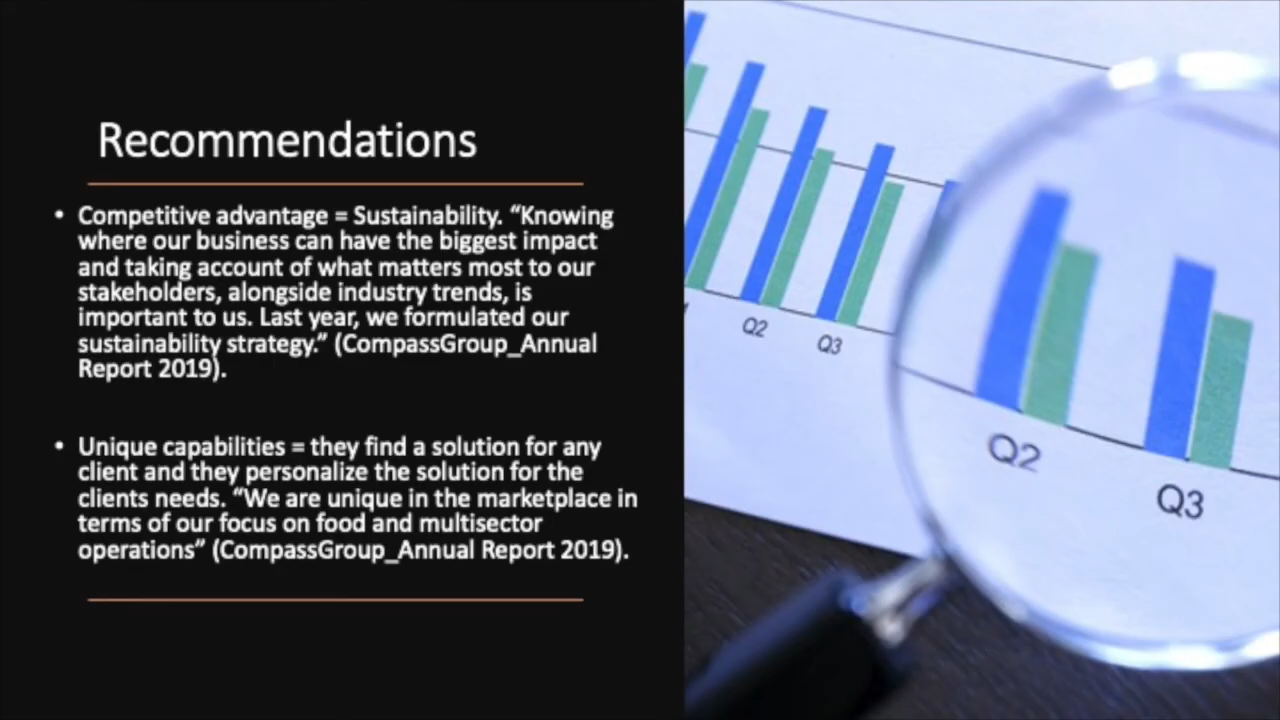 Recommendations
• Competitive advantage = Sustainability. “Knowing
where our business can have the biggest impact
and taking account of what matters most to our
stakeholders, alongside industry trends, is
important to us. Last year, we formulated our
sustainability strategy.” (CompassGroup_Annual
Report 2019).
• Unique capabilities = they find a solution for any
client and they personalize the solution for the
clients needs. “We are unique in the marketplace in
terms of our focus on food and multisector
operations” (CompassGroup_Annual Report 2019).
Q2
Q3
Q2
Q3